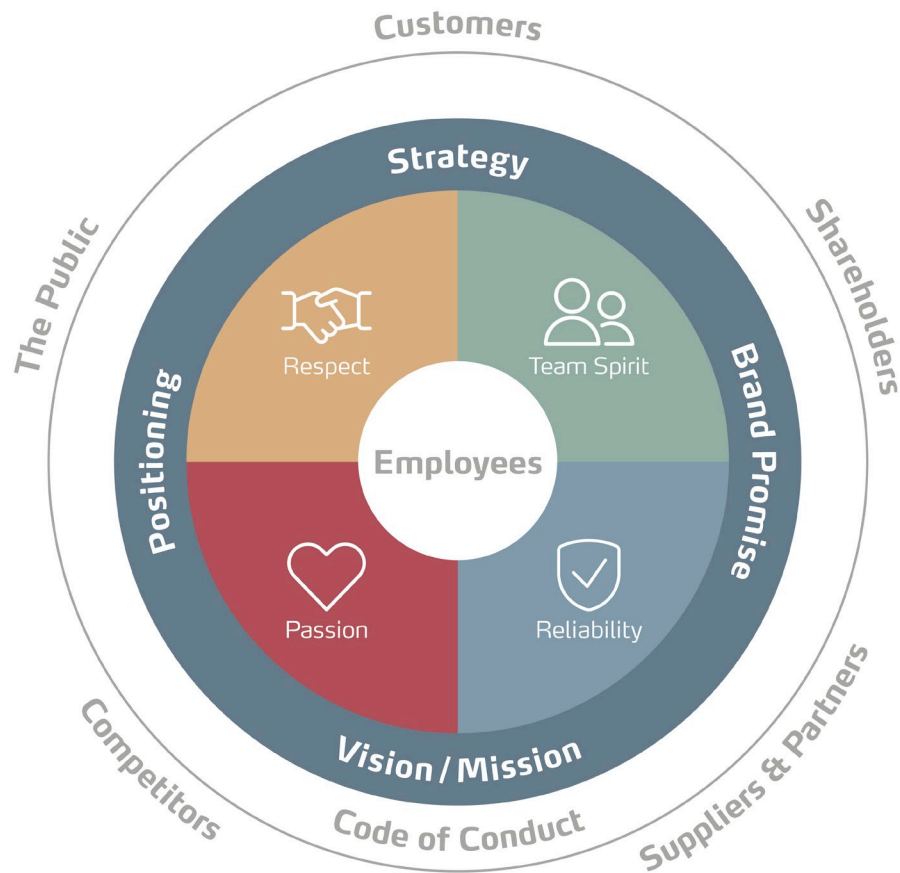 Customers
Strategy
The Public
Shareholders
Respect
Team Spirit
Positioning
Brand Promise
Employees
Passion
Reliability
Vision / Mission
Code of Conduct
Competitors
Suppliers & Partners